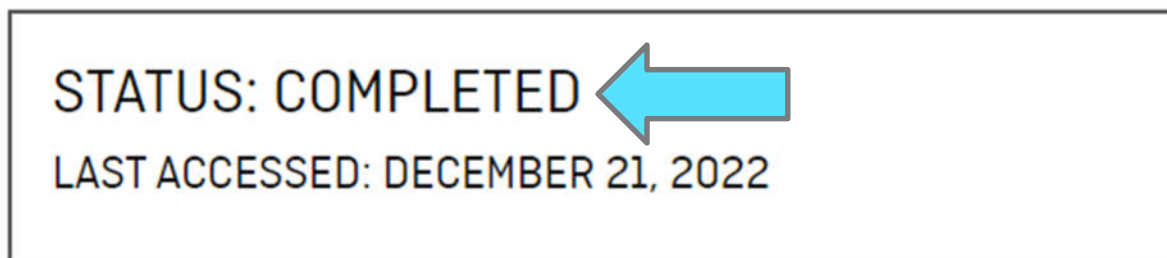 STATUS: COMPLETED
LAST ACCESSED: DECEMBER 21, 2022